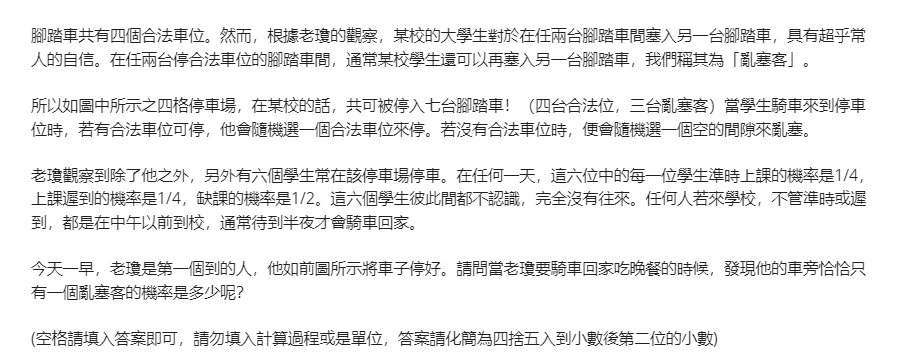 腳踏車共有四個合法車位。然而，根據老瓊的觀察，某校的大學生對於在任兩台腳踏車間塞入另一台腳踏車，具有超乎常
人的自信。在任兩台停合法車位的腳踏車間，通常某校學生還可以再塞入另一台腳踏車，我們稱其為「亂塞客」。
所以如圖中所示之四格停車場，在某校的話，共可被停入七台腳踏車！（四台合法位，三台亂塞客）當學生騎車來到停車
位時，若有合法車位可停，他會隨機選一個合法車位來停。若沒有合法車位時，便會隨機選一個空的間隙來亂塞。
老瓊觀察到除了他之外，另外有六個學生常在該停車場停車。在任何一天，這六位中的每一位學生準時上課的機率是1/4，
上課遲到的機率是1/4，缺課的機率是1/2。這六個學生彼此間都不認識，完全沒有往來。任何人若來學校，不管準時或遲
到，都是在中午以前到校，通常待到半夜才會騎車回家。
今天一早，老瓊是第一個到的人，他如前圖所示將車子停好。請問當老瓊要騎車回家吃晚餐的時候，發現他的車旁恰恰只
有一個亂塞客的機率是多少呢？
(空格請填入答案即可，請勿填入計算過程或是單位，答案請化簡為四捨五入到小數後第二位的小數)